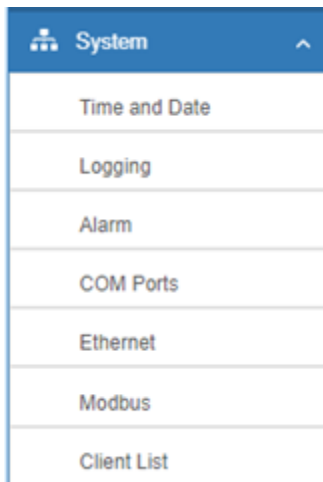 System
Time and Date
Logging
Alarm
COM Ports
Ethernet
Modbus
Client List